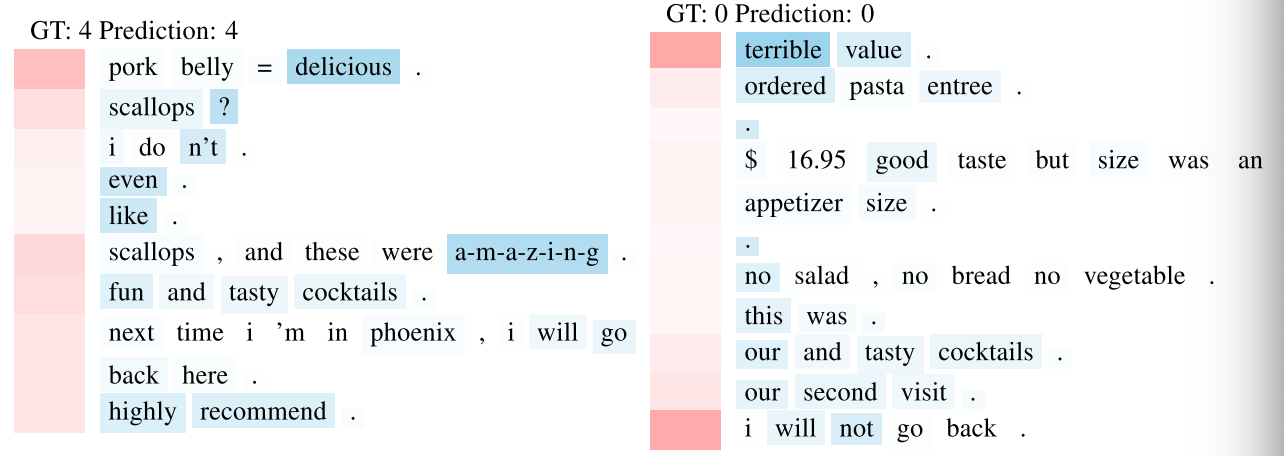 GT: 4 Prediction: 4
pork belly = delicious .
scallops ?
i do n't .
even .
like .
scallops , and these were a-m-a-z-i-n-g .
fun and tasty cocktails .
next time i 'm in phoenix , i will go
back here .
highly recommend .
GT: 0 Prediction: 0
terrible value .
ordered pasta entree .
.
$ 16.95 good taste but size was an
appetizer size .
.
no salad , no bread no vegetable .
this was .
our and tasty cocktails .
our second visit .
i will not go back .